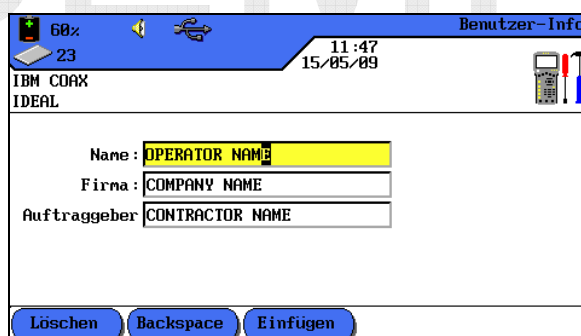 60% Benutzer-Info
23 11:47
15/05/09
IBM COAX
IDEAL
Name: OPERATOR NAME
Firma: COMPANY NAME
Auftraggeber CONTRACTOR NAME
Löschen Backspace Einfügen